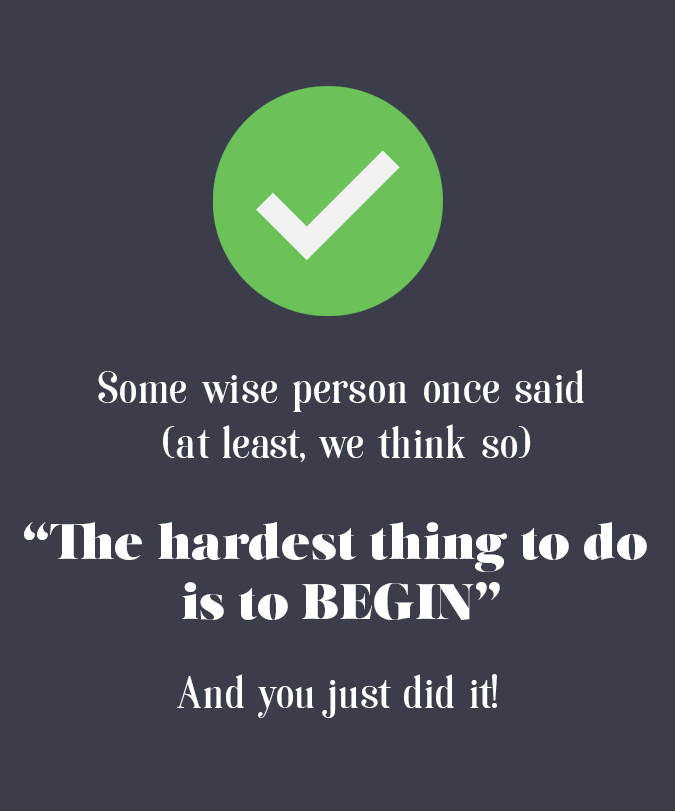 Some wise person once said
(at least, we think so)
“The hardest thing to do
is to BEGIN”
And you just did it!